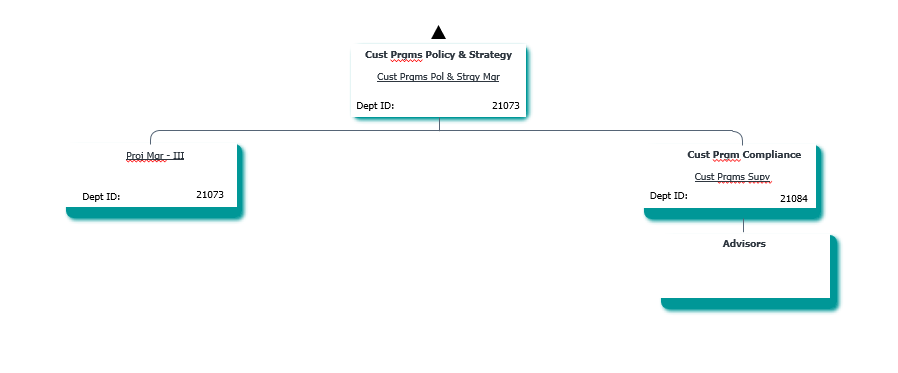 Cust Prgms Policy & Strategy
Cust Prgms Pol & Strgy Mgr
Dept ID: 21073
Proj Mgr - III
Dept ID: 21073
Cust Prgm Compliance
Cust Prgms Supv
Dept ID: 21084
Advisors